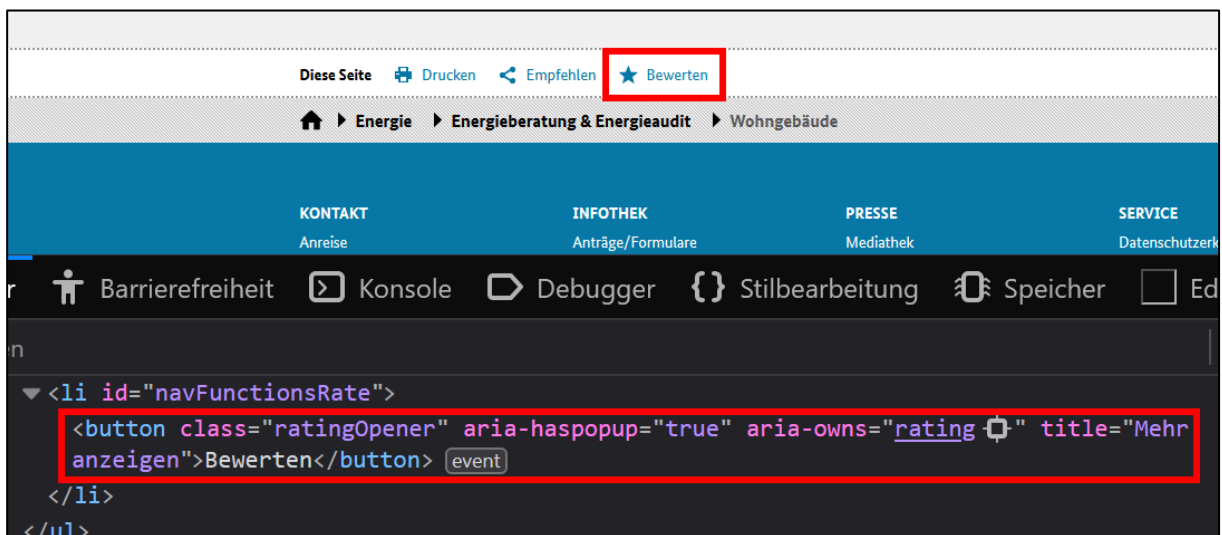 Diese Seite Drucken Empfehlen Bewerten
Energie Energieberatung & Energieaudit Wohngebäude
KONTAKT INFOTHEK PRESSE SERVICE
Anreise Anträge/Formulare Mediathek Datenschutzerk
r Barrierefreiheit Konsole Debugger Stilbearbeitung Speicher Ed
en
<li id="navFunctionsRate">
<button class="ratingOpener" aria-haspopup="true" aria-owns="rating" title="Mehr
anzeigen">Bewerten</button> event
</li>
</ul>